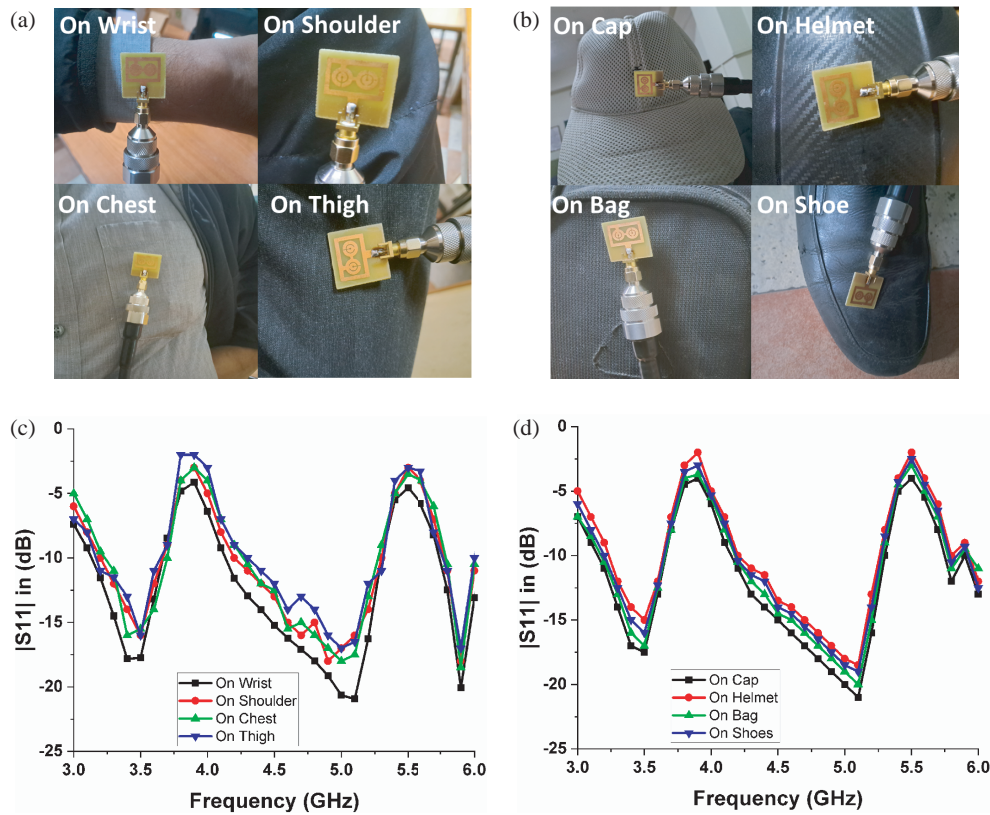 (a)
On Wrist
On Shoulder
On Chest
On Thigh
(b)
On Cap
On Helmet
On Bag
On Shoe
(c)
0
-5
-10
-15
-20
-25
3.0 3.5 4.0 4.5 5.0 5.5 6.0
|S11| in (dB)
Frequency (GHz)
On Wrist
On Shoulder
On Chest
On Thigh
(d)
0
-5
-10
-15
-20
-25
3.0 3.5 4.0 4.5 5.0 5.5 6.0
|S11| in (dB)
Frequency (GHz)
On Cap
On Helmet
On Bag
On Shoes